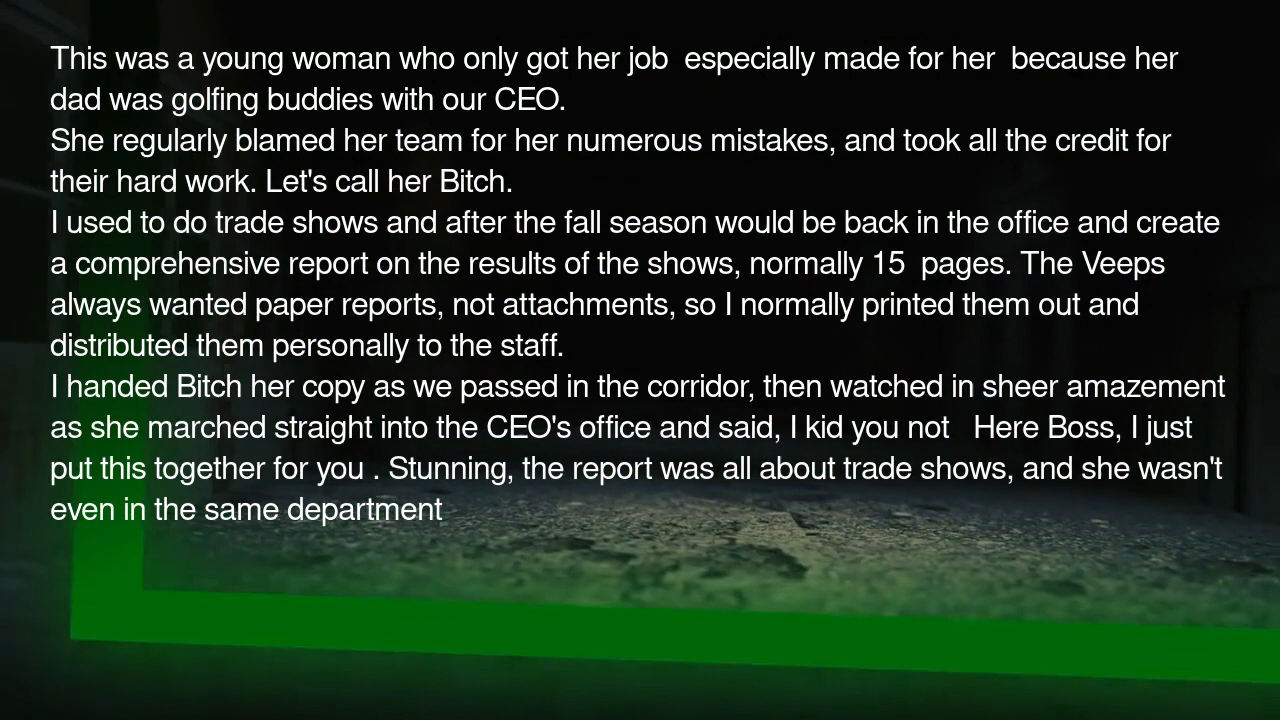 This was a young woman who only got her job  especially made for her  because her
dad was golfing buddies with our CEO.
She regularly blamed her team for her numerous mistakes, and took all the credit for
their hard work. Let's call her Bitch.
I used to do trade shows and after the fall season would be back in the office and create
a comprehensive report on the results of the shows, normally 15  pages. The Veeps
always wanted paper reports, not attachments, so I normally printed them out and
distributed them personally to the staff.
I handed Bitch her copy as we passed in the corridor, then watched in sheer amazement
as she marched straight into the CEO's office and said, I kid you not   Here Boss, I just
put this together for you . Stunning, the report was all about trade shows, and she wasn't
even in the same department